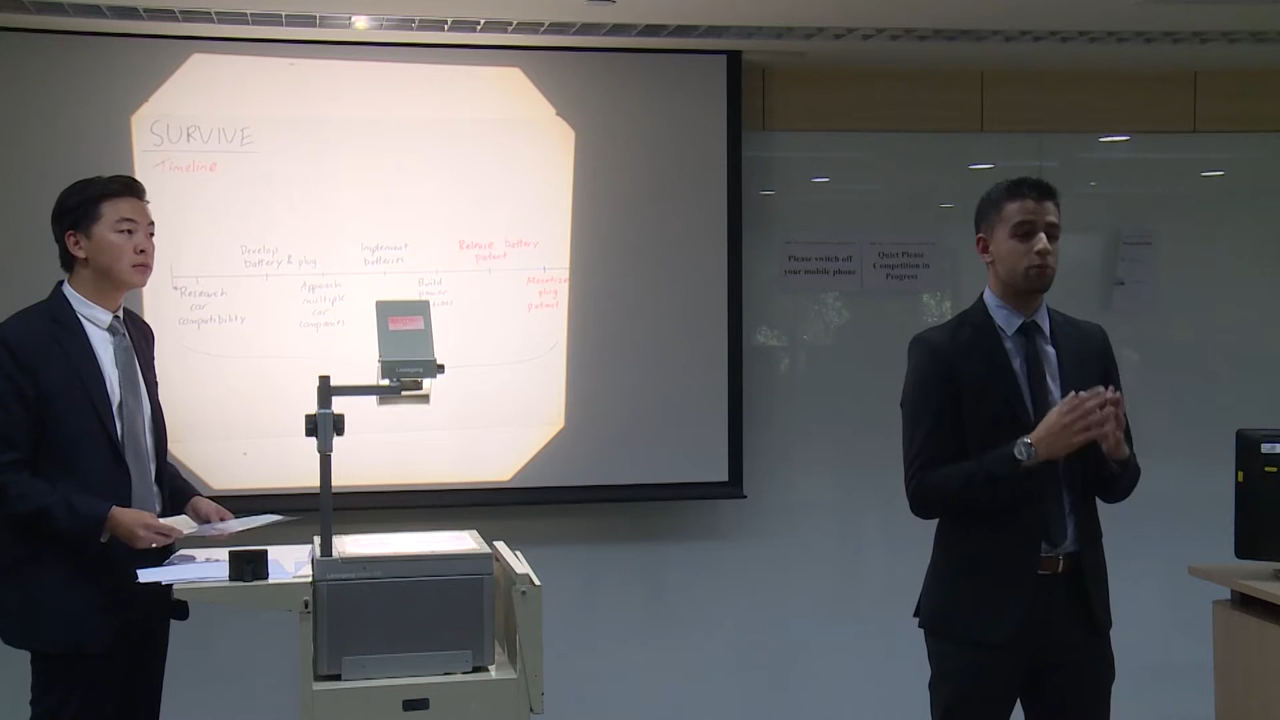 SURVIVE
Timeline
Develop
battery & plug
Implement
batteries
Release battery
patent
Research
car
compatibility
Approach
multiple
car
companies
Build
power
Monetize
plug
patent
Please switch off
your mobile phone
Quiet Please
Competition in
Progress